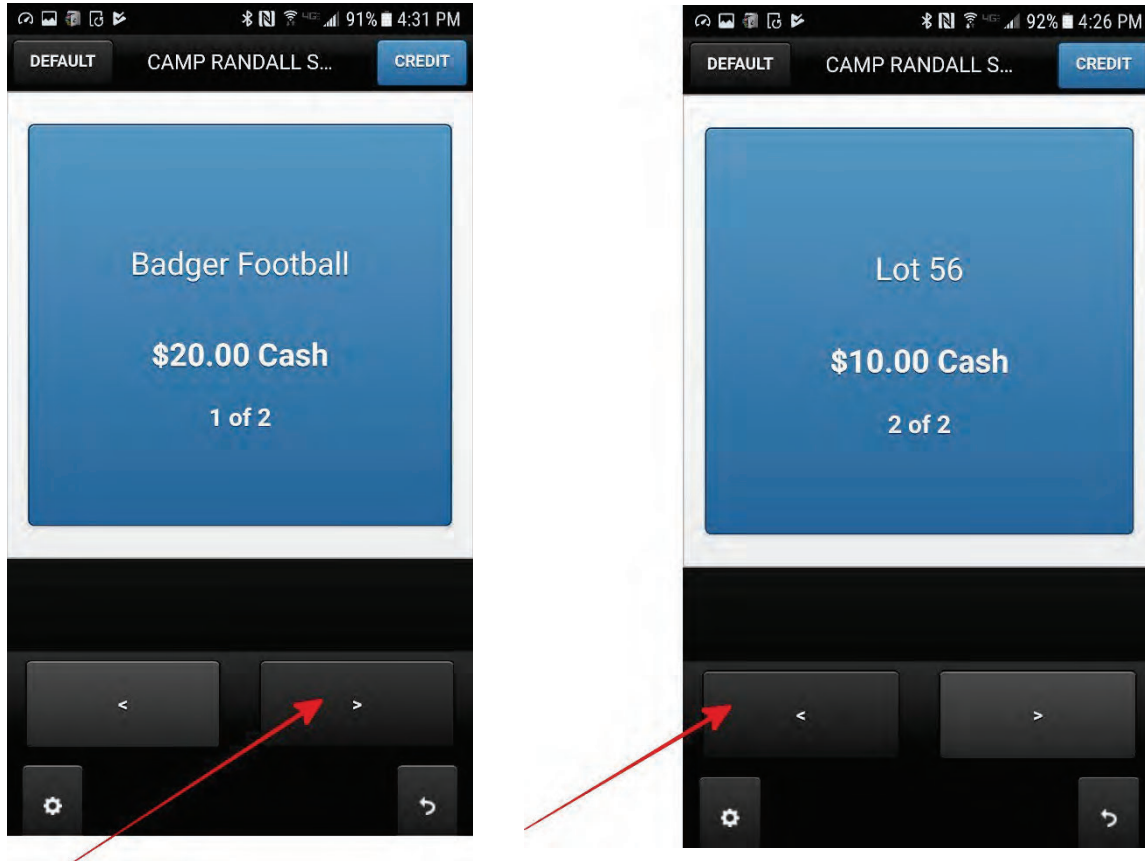 91% 4:31 PM
DEFAULT CAMP RANDALL S... CREDIT
Badger Football
$20.00 Cash
1 of 2
< >
92% 4:26 PM
DEFAULT CAMP RANDALL S... CREDIT
Lot 56
$10.00 Cash
2 of 2
< >